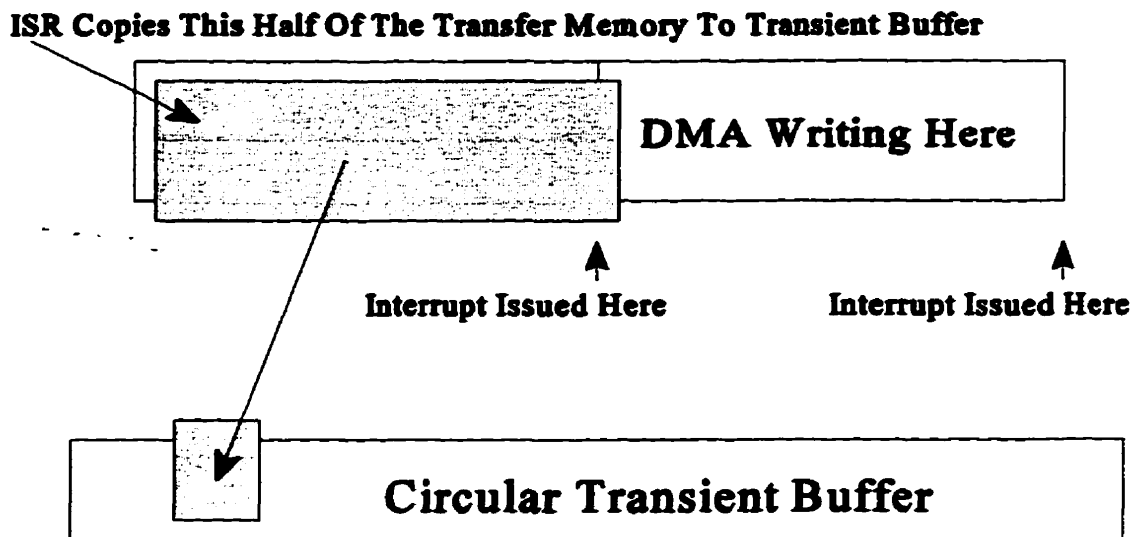 ISR Copies This Half Of The Transfer Memory To Transient Buffer
DMA Writing Here
Interrupt Issued Here
Interrupt Issued Here
Circular Transient Buffer